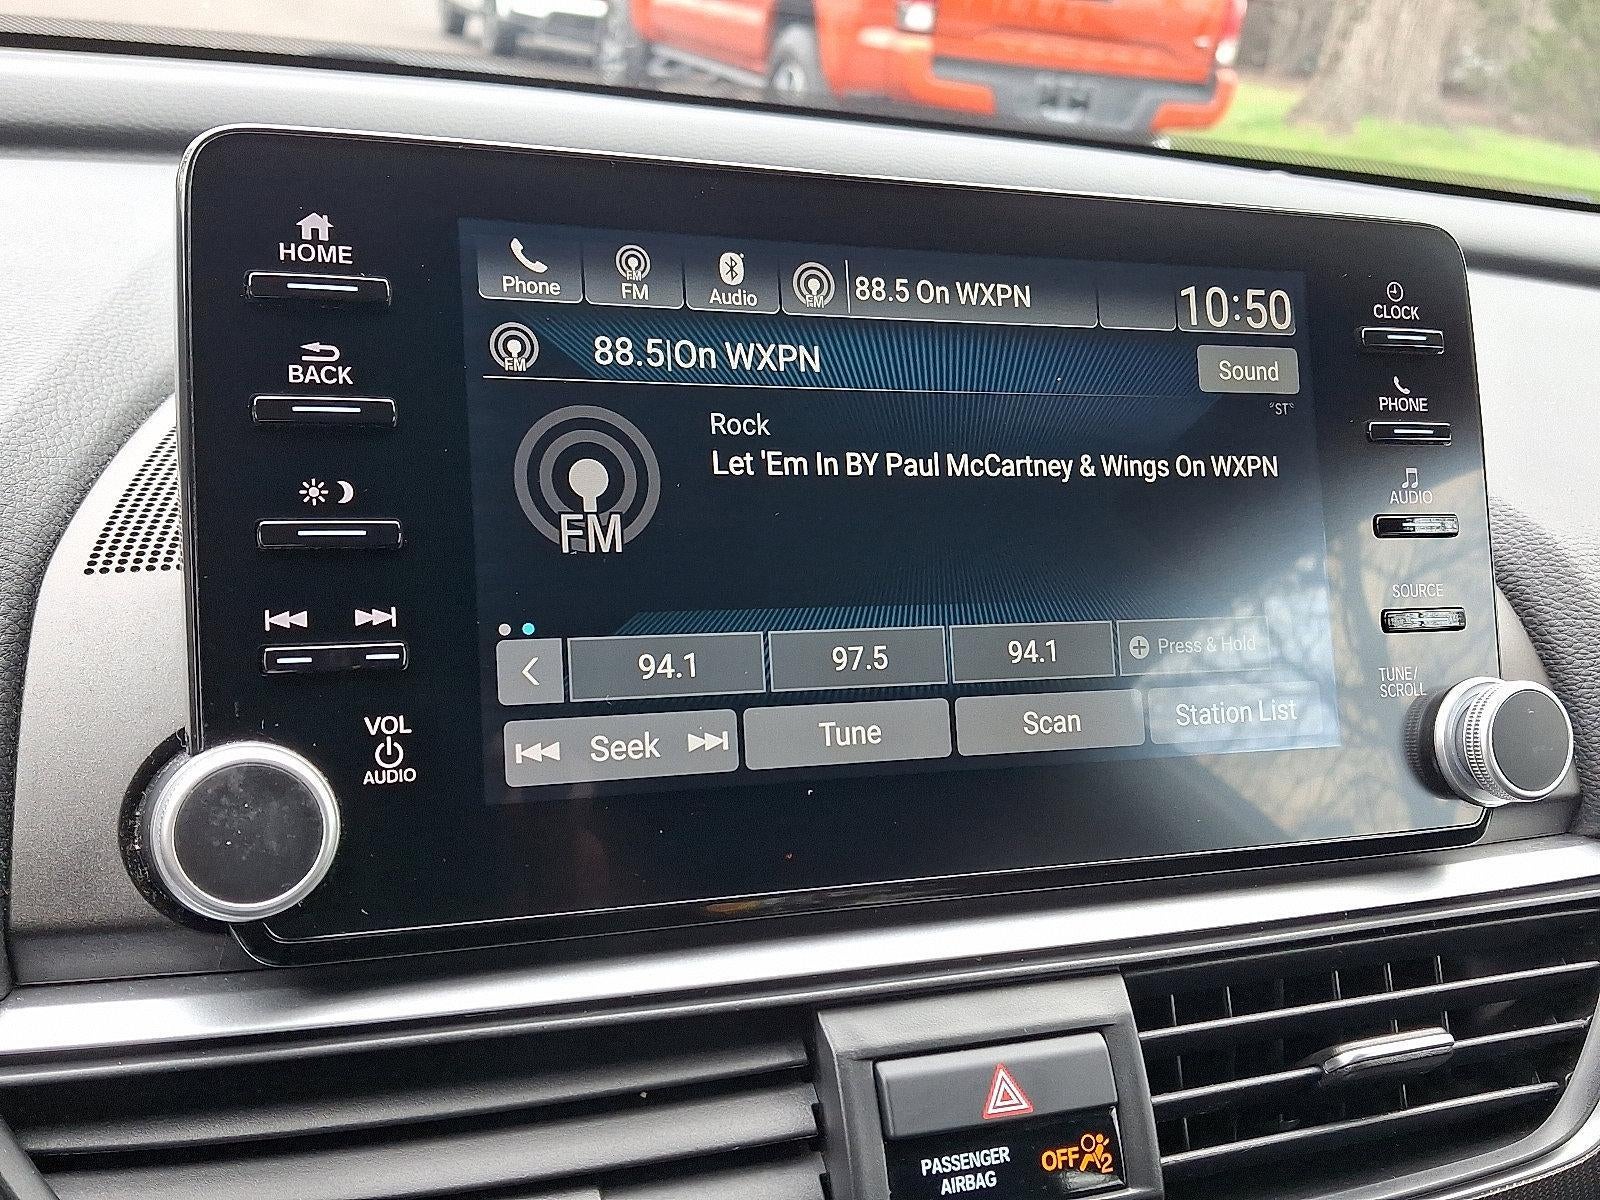 HOME
BACK
VOL
AUDIO
Phone
FM
FM
Audio
FM
88.5 On WXPN
10:50
FM
88.5|On WXPN
Sound
"ST"
FM
Rock
Let 'Em In BY Paul McCartney & Wings On WXPN
94.1
97.5
94.1
Press & Hold
Seek
Tune
Scan
Station List
CLOCK
PHONE
AUDIO
SOURCE
TUNE/
SCROLL
PASSENGER
AIRBAG
OFF
2